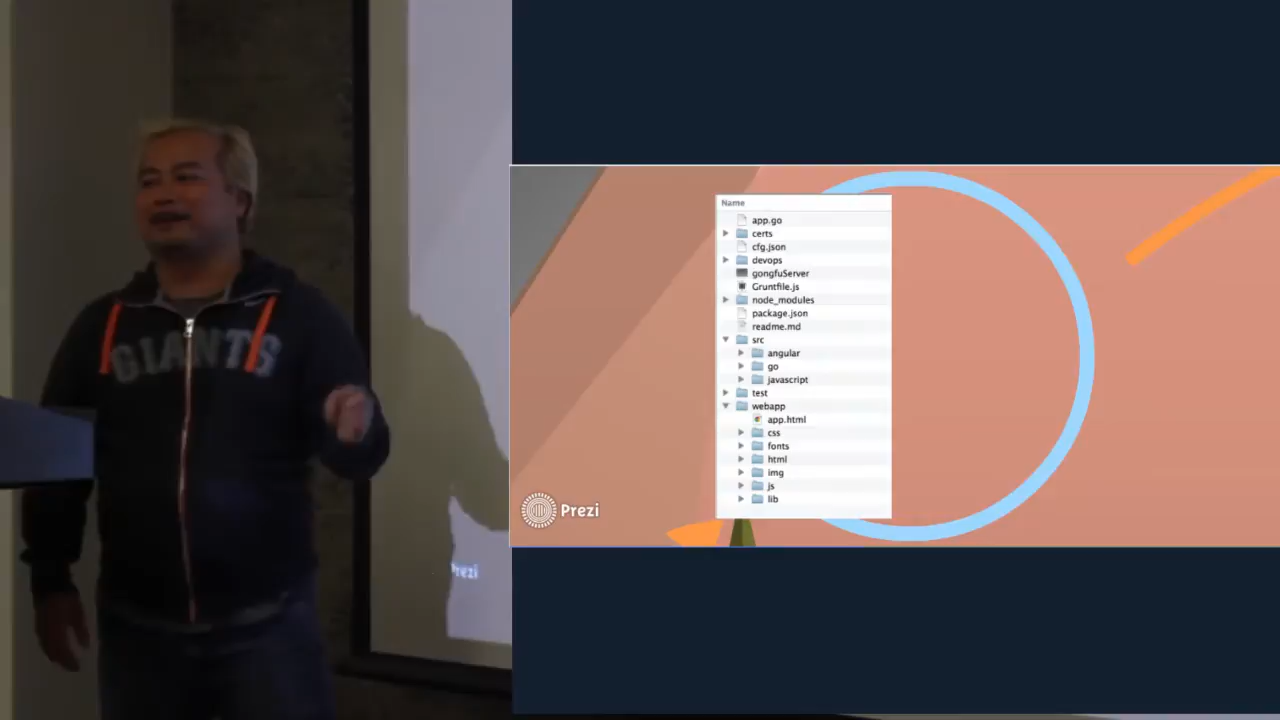 GIANTS
Prezi
Name
app.go
certs
cfg.json
devops
gongfuServer
Gruntfile.js
node_modules
package.json
readme.md
src
angular
go
javascript
test
webapp
app.html
css
fonts
html
img
js
lib
Prezi